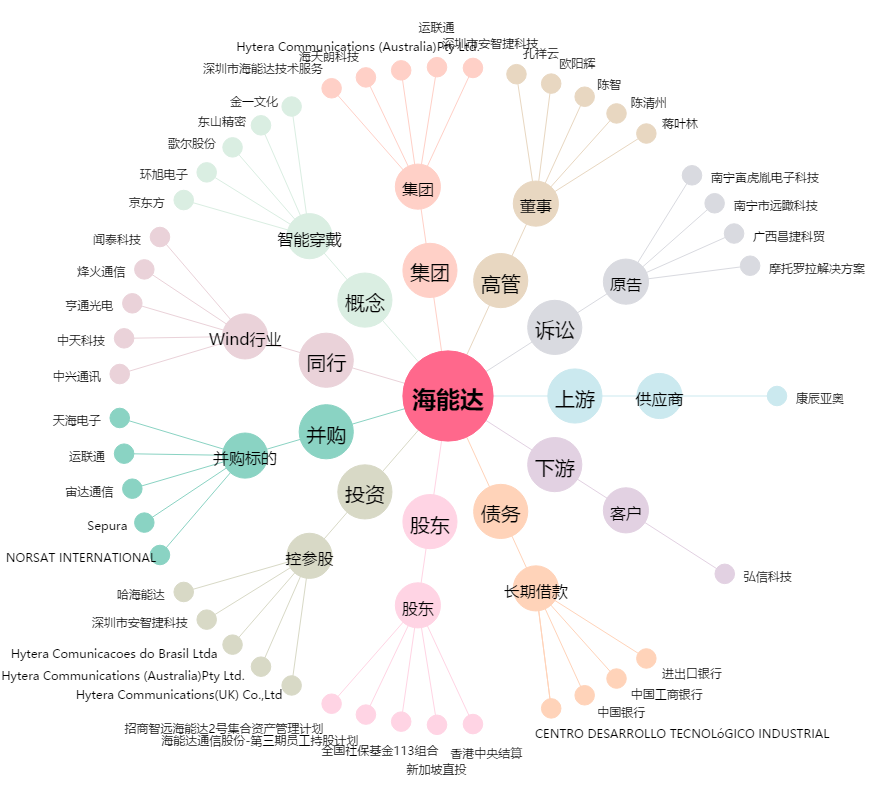 运联通
Hytera Communications (Australia)Pty Ltd.
深圳市安智捷科技
海天朗科技
深圳市海能达技术服务
孔祥云
欧阳辉
陈智
陈清州
蒋叶林
金一文化
东山精密
歌尔股份
环旭电子
京东方
集团
董事
南宁寅虎胤电子科技
南宁市远瞰科技
广西昌捷科贸
摩托罗拉解决方案
智能穿戴
闻泰科技
烽火通信
亨通光电
中天科技
中兴通讯
集团
高管
原告
概念
诉讼
Wind行业
同行
海能达
上游
供应商
康辰亚奥
天海电子
运联通
宙达通信
Sepura
NORSAT INTERNATIONAL
并购
并购标的
下游
客户
弘信科技
投资
股东
债务
控参股
长期借款
股东
哈海能达
深圳市安智捷科技
Hytera Comunicacoes do Brasil Ltda
Hytera Communications (Australia)Pty Ltd.
Hytera Communications(UK) Co.,Ltd
进出口银行
中国工商银行
中国银行
CENTRO DESARROLLO TECNOLóGICO INDUSTRIAL
招商智远海能达2号集合资产管理计划
海能达通信股份-第三期员工持股计划
全国社保基金113组合
新加坡直投
香港中央结算